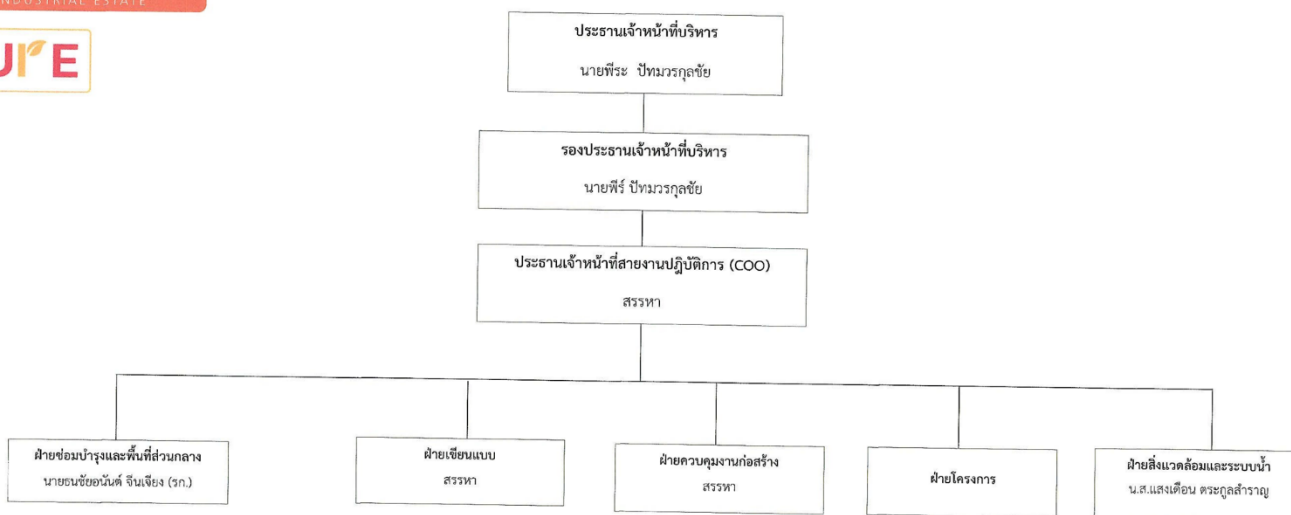 INDUSTRIAL ESTATE
ประธานเจ้าหน้าที่บริหาร
นายพีระ ปัทมวรกุลชัย
รองประธานเจ้าหน้าที่บริหาร
นายพีร์ ปัทมวรกุลชัย
ประธานเจ้าหน้าที่สายงานปฎิบัติการ (COO)
สรรหา
ฝ่ายซ่อมบำรุงและพื้นที่ส่วนกลาง
นายธนชัยอนันต์ จีนเจียง (รก.)
ฝ่ายเขียนแบบ
สรรหา
ฝ่ายควบคุมงานก่อสร้าง
สรรหา
ฝ่ายโครงการ
ฝ่ายสิ่งแวดล้อมและระบบน้ำ
น.ส.แสงเดือน ตระกูลสำราญ